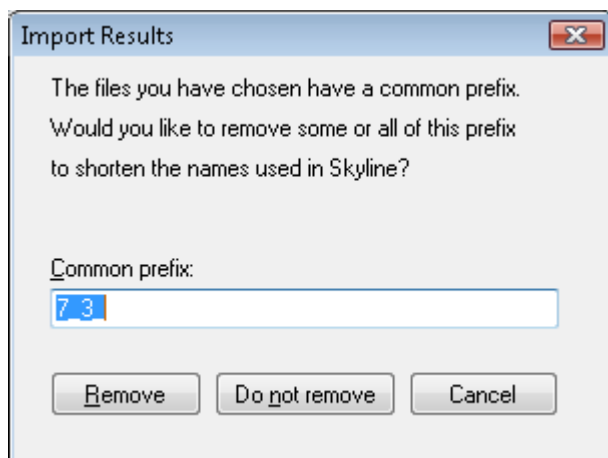 Import Results
The files you have chosen have a common prefix.
Would you like to remove some or all of this prefix
to shorten the names used in Skyline?
Common prefix:
7_3_
Remove Do not remove Cancel